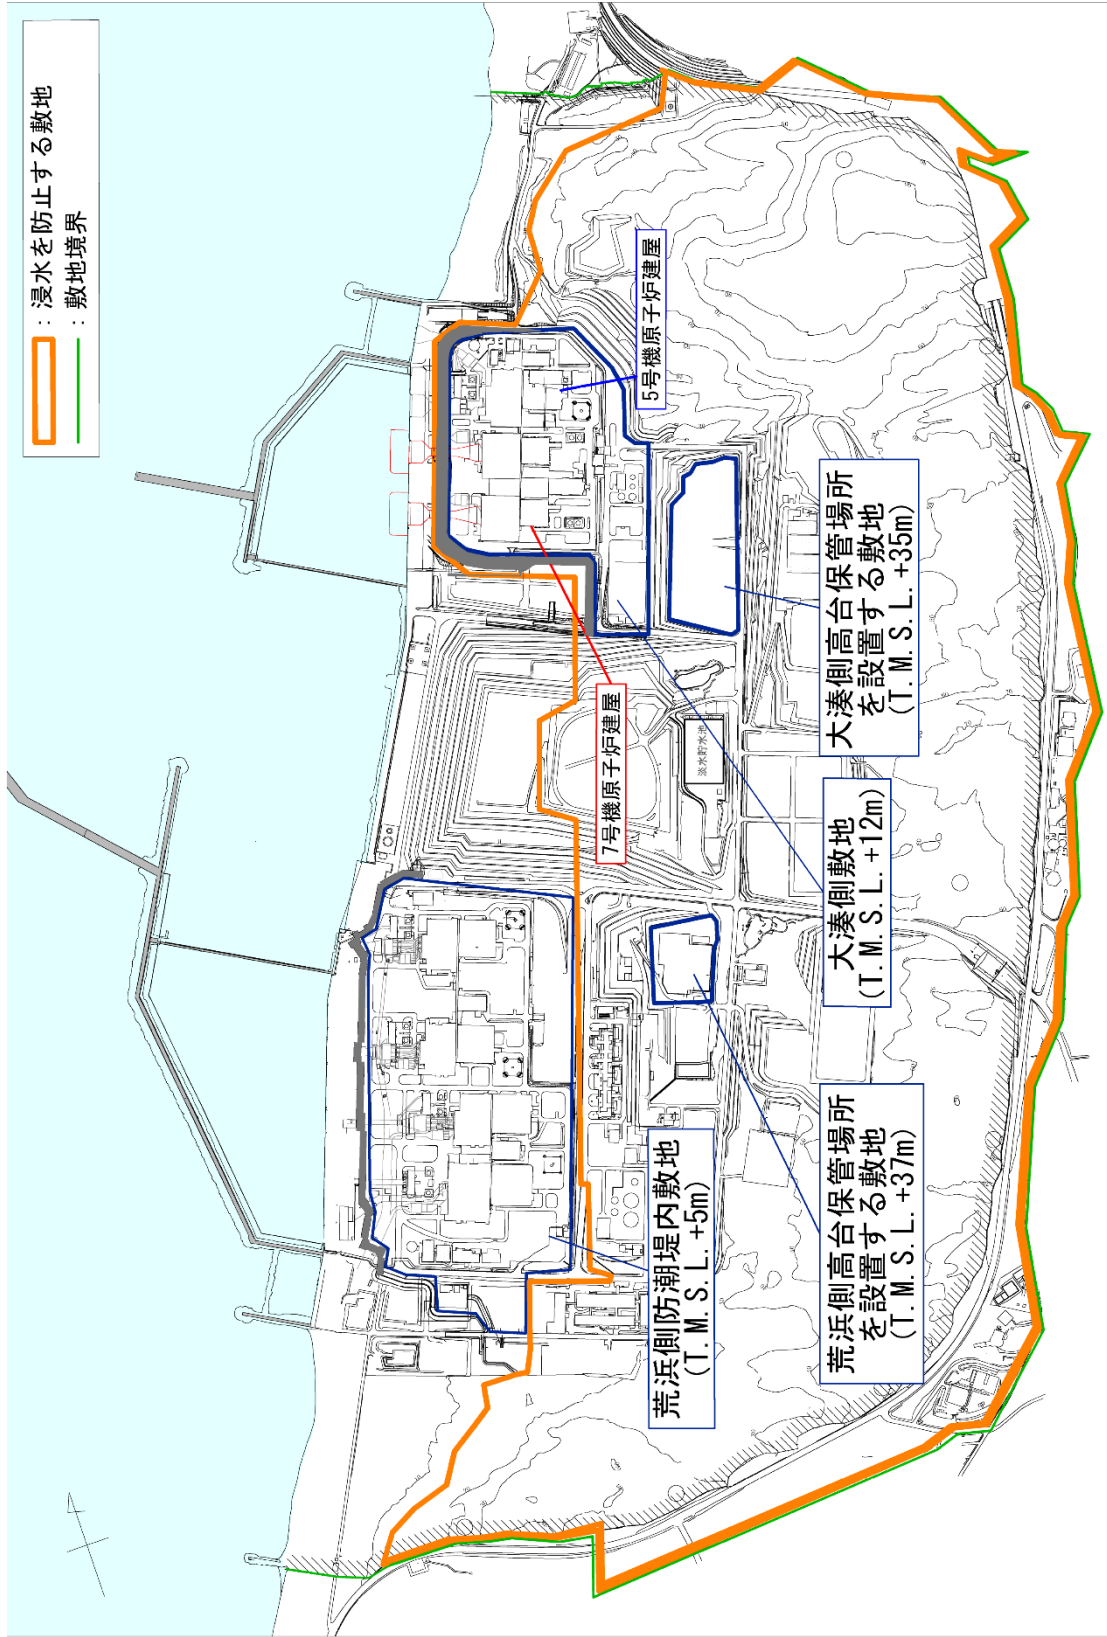 ：浸水を防止する敷地
：敷地境界
5号機原子炉建屋
7号機原子炉建屋
淡水貯水池
大湊側高台保管場所
を設置する敷地
(T.M.S.L.+35m)
大湊側敷地
(T.M.S.L.+12m)
荒浜側高台保管場所
を設置する敷地
(T.M.S.L.+37m)
荒浜側防潮堤内敷地
(T.M.S.L.+5m)